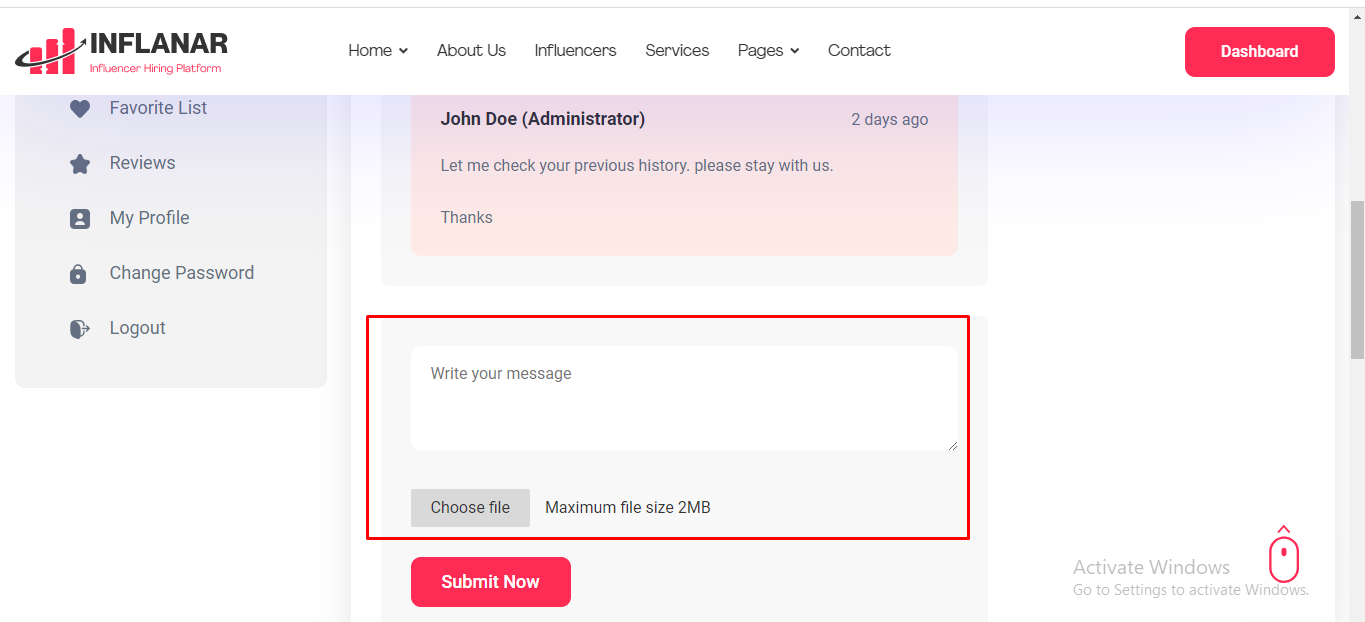 INFLANAR
Influencer Hiring Platform
Home About Us Influencers Services Pages Contact
Dashboard
Favorite List
Reviews
My Profile
Change Password
Logout
John Doe (Administrator) 2 days ago
Let me check your previous history. please stay with us.
Thanks
Write your message
Choose file Maximum file size 2MB
Submit Now
Activate Windows
Go to Settings to activate Windows.